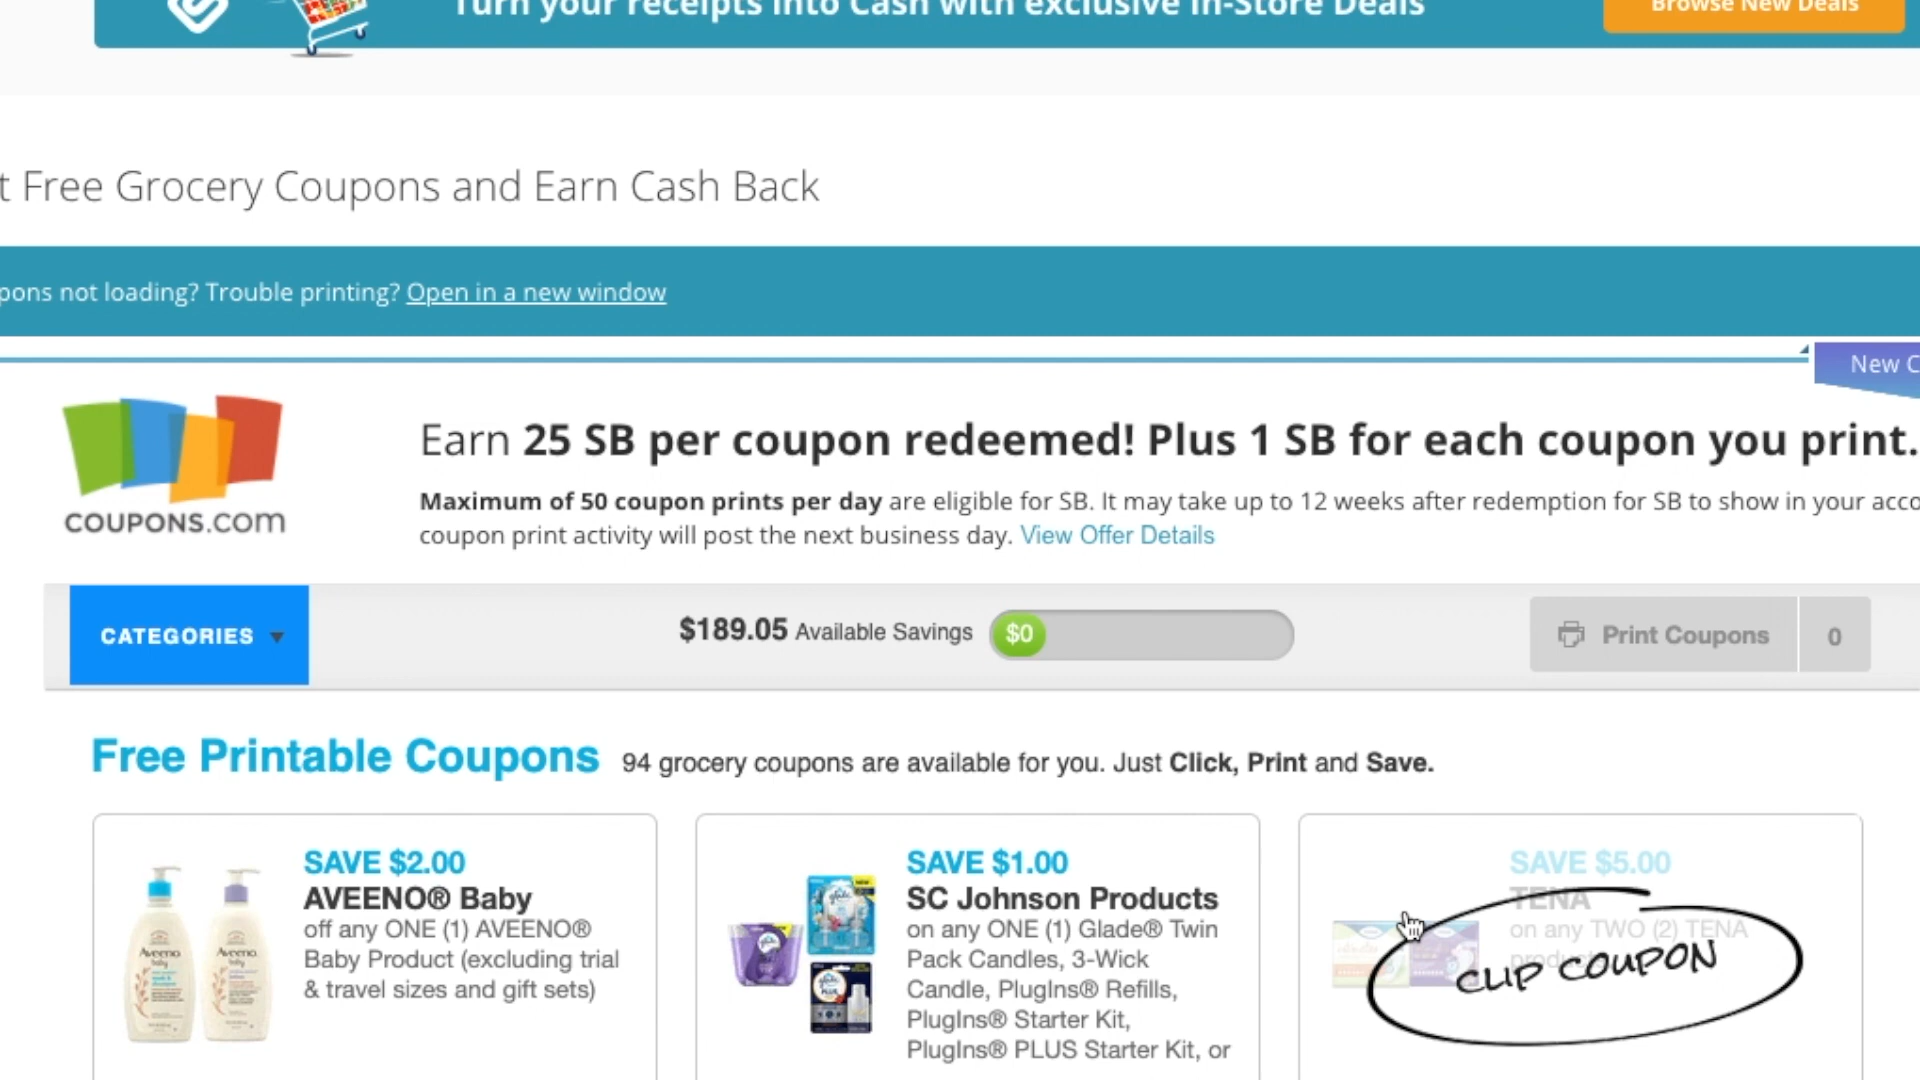 Turn your receipts into Cash with exclusive In-Store Deals
Browse New Deals
t Free Grocery Coupons and Earn Cash Back
pons not loading? Trouble printing? Open in a new window
New C
COUPONS.com
Earn 25 SB per coupon redeemed! Plus 1 SB for each coupon you print.
Maximum of 50 coupon prints per day are eligible for SB. It may take up to 12 weeks after redemption for SB to show in your acco
coupon print activity will post the next business day. View Offer Details
CATEGORIES
$189.05 Available Savings
$0
Print Coupons
0
Free Printable Coupons 94 grocery coupons are available for you. Just Click, Print and Save.
SAVE $2.00
AVEENO® Baby
off any ONE (1) AVEENO®
Baby Product (excluding trial
& travel sizes and gift sets)
Aveeno
baby
Aveeno
baby
SAVE $1.00
SC Johnson Products
on any ONE (1) Glade® Twin
Pack Candles, 3-Wick
Candle, PlugIns® Refills,
PlugIns® Starter Kit,
PlugIns® PLUS Starter Kit, or
SAVE $5.00
TENA
on any TWO (2) TENA
CLIP COUPON